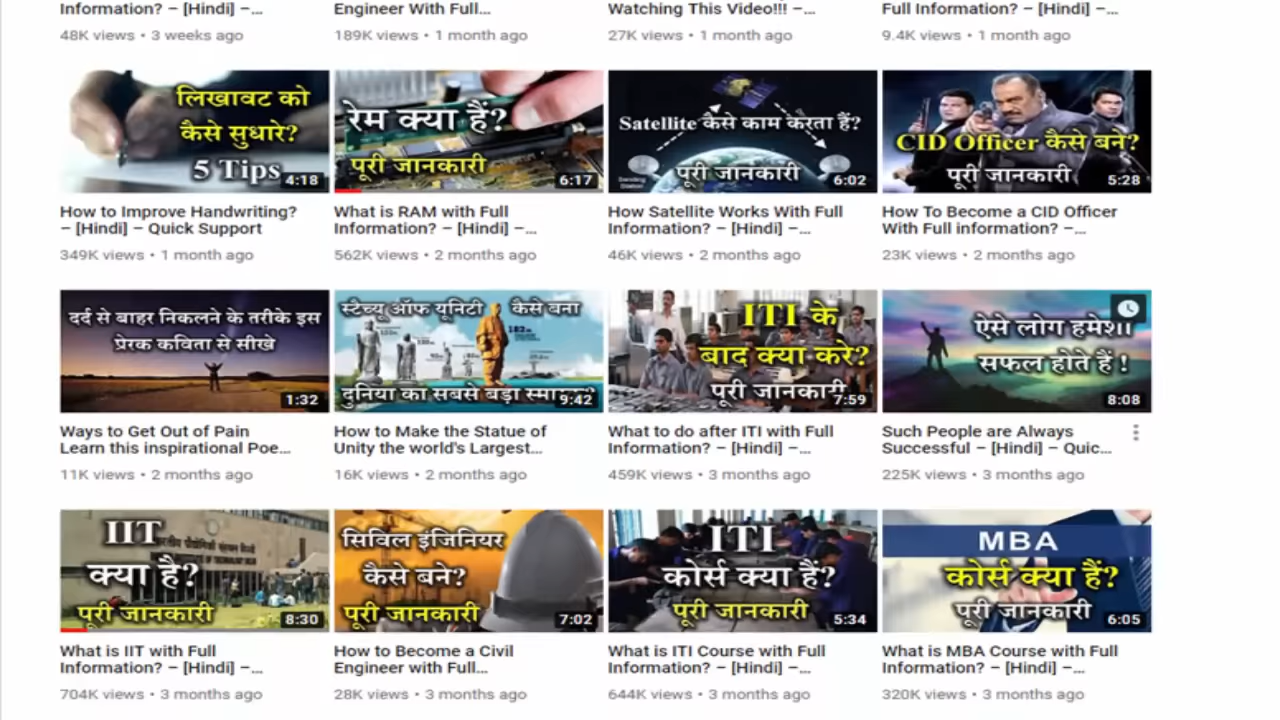 Information? – [Hindi] –...
48K views • 3 weeks ago
Engineer With Full...
189K views • 1 month ago
Watching This Video!!! –...
27K views • 1 month ago
Full Information? – [Hindi] –...
9.4K views • 1 month ago
लिखावट को
कैसे सुधारे?
5 Tips
4:18
How to Improve Handwriting?
– [Hindi] – Quick Support
349K views • 1 month ago
रेम क्या हैं?
पूरी जानकारी
6:17
What is RAM with Full
Information? – [Hindi] –...
562K views • 2 months ago
Satellite कैसे काम करता हैं?
पूरी जानकारी
6:02
How Satellite Works With Full
Information? – [Hindi] –...
46K views • 2 months ago
CID Officer कैसे बने?
पूरी जानकारी
5:28
How To Become a CID Officer
With Full information? –...
23K views • 2 months ago
दर्द से बाहर निकलने के तरीके इस
प्रेरक कविता से सीखे
1:32
Ways to Get Out of Pain
Learn this inspirational Poe...
11K views • 2 months ago
स्टैच्यू ऑफ यूनिटी कैसे बना
182m
दुनिया का सबसे बड़ा
9:42
How to Make the Statue of
Unity the world's Largest...
16K views • 2 months ago
ITI के
बाद क्या करे?
पूरी जानकारी
7:59
What to do after ITI with Full
Information? – [Hindi] –...
459K views • 3 months ago
ऐसे लोग हमेशा
सफल होते हैं !
8:08
Such People are Always
Successful – [Hindi] – Quic...
225K views • 3 months ago
IIT
क्या है?
पूरी जानकारी
8:30
What is IIT with Full
Information? – [Hindi] –...
704K views • 3 months ago
सिविल इंजिनियर
कैसे बने?
पूरी जानकारी
7:02
How to Become a Civil
Engineer with Full...
28K views • 3 months ago
ITI
कोर्स क्या हैं?
पूरी जानकारी
5:34
What is ITI Course with Full
Information? – [Hindi] –...
644K views • 3 months ago
MBA
कोर्स क्या हैं?
पूरी जानकारी
6:05
What is MBA Course with Full
Information? – [Hindi] –...
320K views • 3 months ago